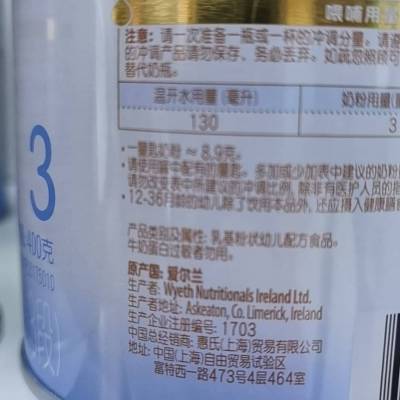 喂哺用
注意：请一次准备一瓶或一杯的冲调分量。请
的冲调产品请勿保存、务必丢弃。如疏忽照顾可
替代奶瓶。
温开水用量（毫升） 奶粉用量（
130 3
·一量匙奶粉 ~ 8.9克。
·请使用罐中配有的量匙。多加或少加表中建议的奶粉
请勿改变表中所建议的冲调比例，除非有医护人员的指
·12-36月龄的幼儿除了饮用本品外，还应摄入健康膳
产品类别及属性：乳基粉状幼儿配方食品。
牛奶蛋白过敏者勿用。
原产国：爱尔兰
生产者：Wyeth Nutritionals Ireland Ltd.
生产者地址：Askeaton, Co. Limerick, Ireland
生产企业注册编号：1703
中国总经销商：惠氏(上海)贸易有限公司
地址：中国(上海)自由贸易试验区
富特西一路473号4层464室
3
400克
段